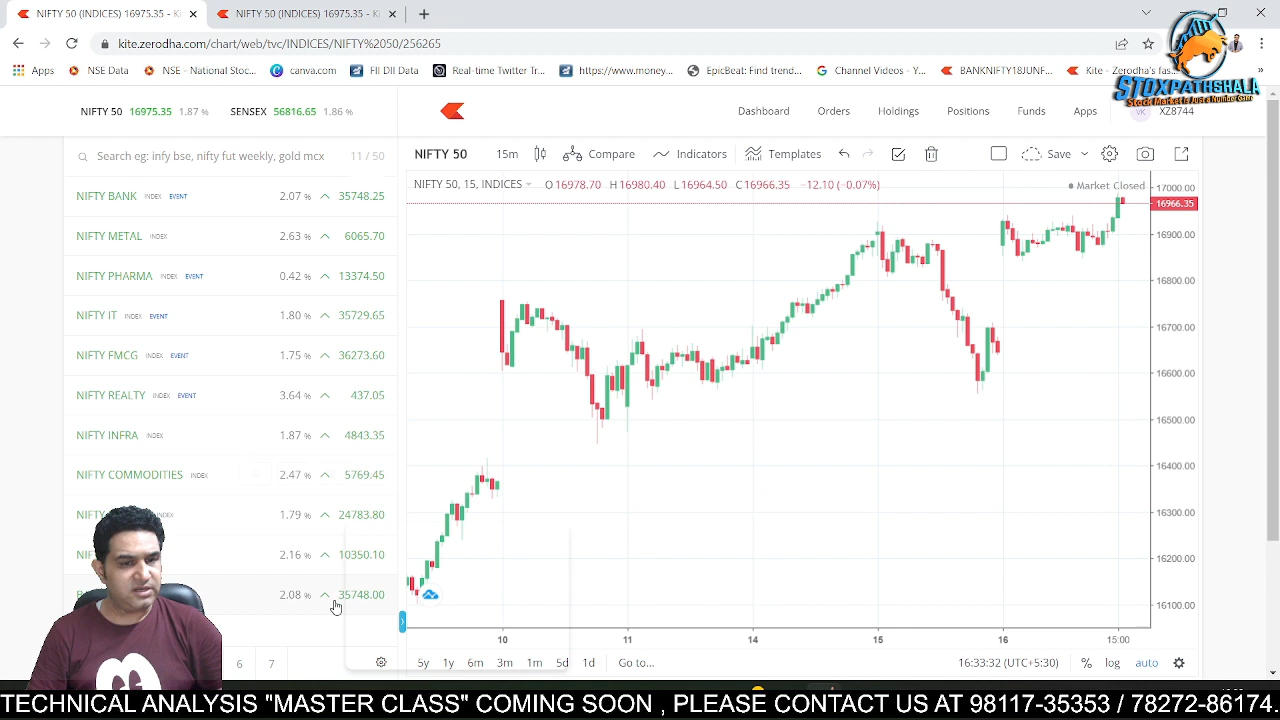 NIFTY 50 (INDICES) 16975.35 - Ki
NIFTY 50 (INDICES) 16975.35 - Ki
kite.zerodha.com/chart/web/tvc/INDICES/NIFTY%2050/256265
Apps NSE Data NSE - National Stoc... canva.com FII DII Data Real-Time Twitter Tr... https://www.money... EpicBeat: Find trend... Channel Videos - Y... BANKNIFTY18JUNF... Kite - Zerodha's fas... »
STOXPATHSHALA
Stock Market is Just a Number Game
NIFTY 50 16975.35 1.87 % SENSEX 56816.65 1.86 %
Dashboard Orders Holdings Positions Funds Apps VK XZ8744
Search eg: infy bse, nifty fut weekly, gold mcx 11 / 50
NIFTY 50 15m Compare Indicators Templates Save
NIFTY 50, 15, INDICES O 16978.70 H 16980.40 L 16964.50 C 16966.35 −12.10 (−0.07%) Market Closed
NIFTY BANK INDEX EVENT 2.07 % 35748.25
NIFTY METAL INDEX 2.63 % 6065.70
NIFTY PHARMA INDEX EVENT 0.42 % 13374.50
NIFTY IT INDEX EVENT 1.80 % 35729.65
NIFTY FMCG INDEX EVENT 1.75 % 36273.60
NIFTY REALTY INDEX EVENT 3.64 % 437.05
NIFTY INFRA INDEX 1.87 % 4843.35
NIFTY COMMODITIES INDEX 2.47 % 5769.45
INDEX 1.79 % 24783.80
2.16 % 10350.10
2.08 % 35748.00
6 7
17000.00
16966.35
16900.00
16800.00
16700.00
16600.00
16500.00
16400.00
16300.00
16200.00
16100.00
10 11 14 15 16 15:00
5y 1y 6m 3m 1m 5d 1d Go to... 16:33:32 (UTC+5:30) % log auto
TECHNICAL ANALYSIS "MASTER CLASS" COMING SOON , PLEASE CONTACT US AT 98117-35353 / 78272-86174.